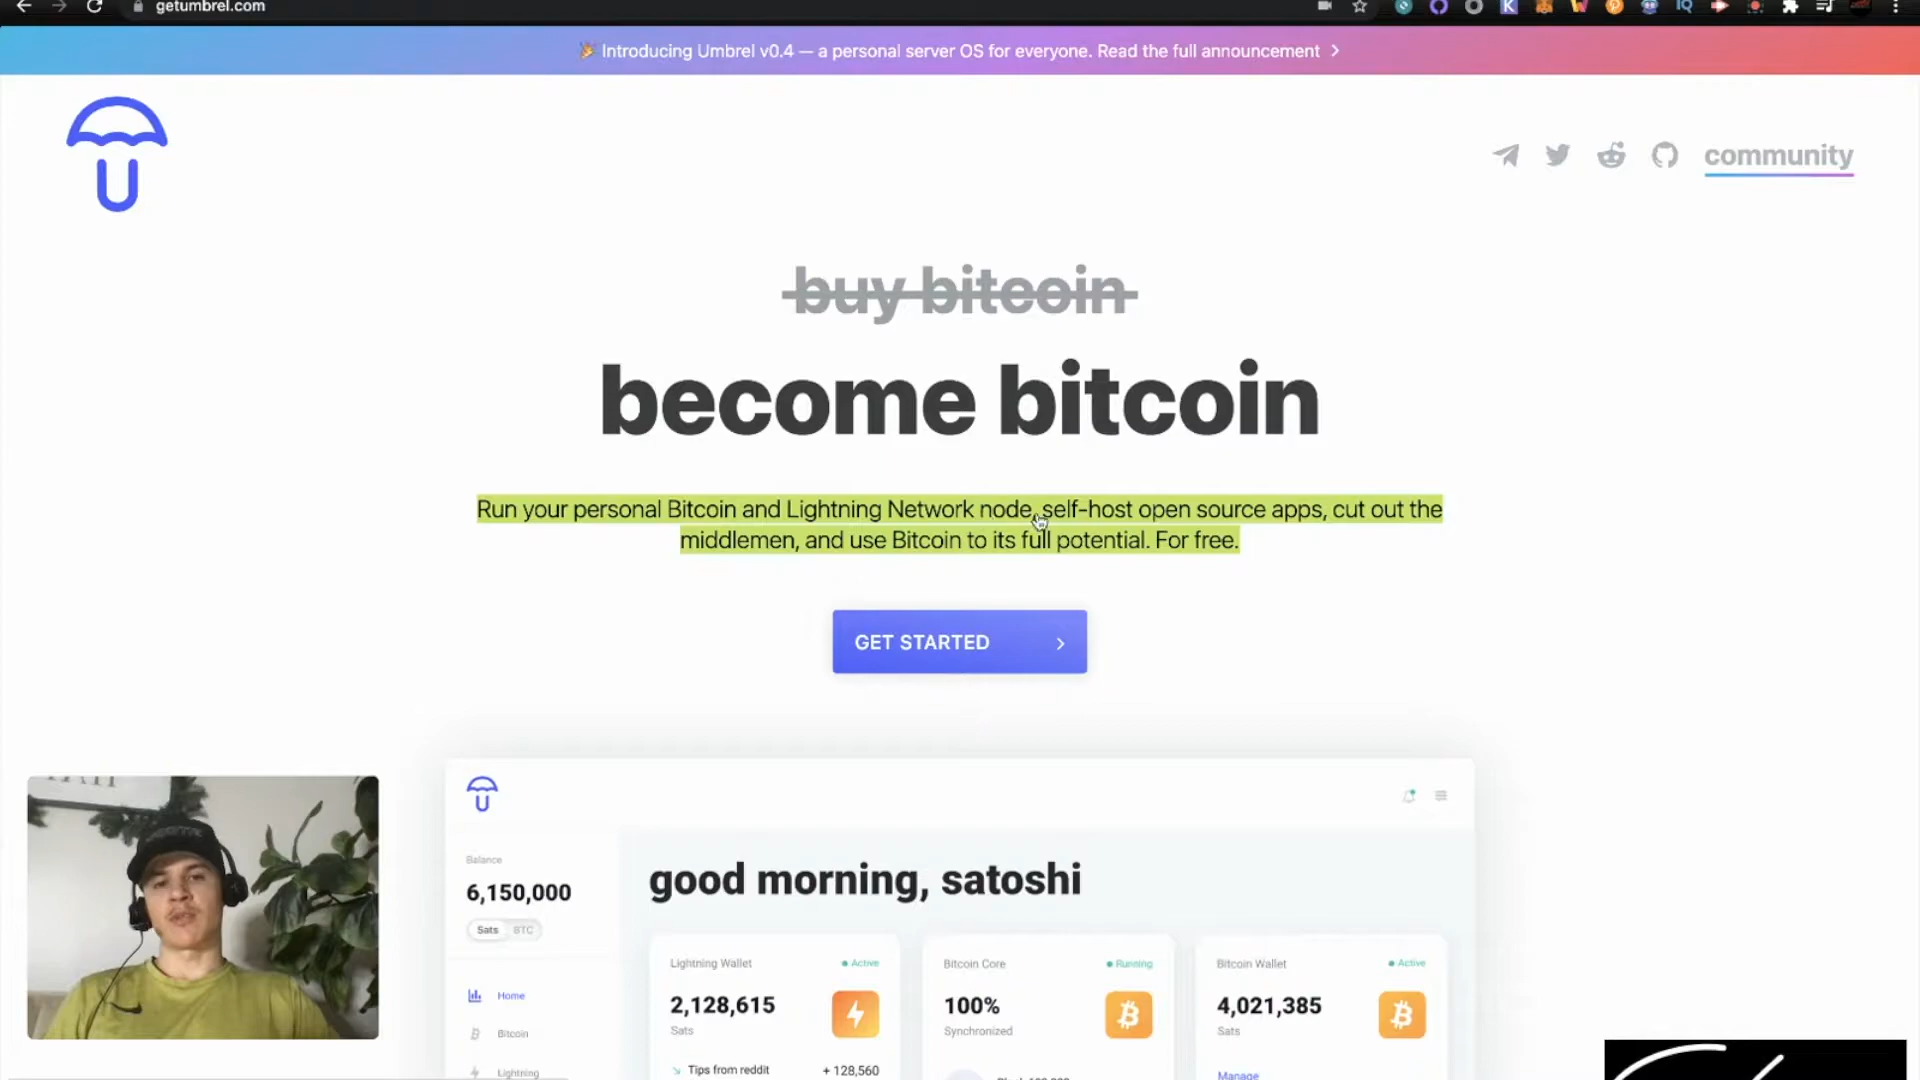 getumbrel.com
🎉 Introducing Umbrel v0.4 — a personal server OS for everyone. Read the full announcement >
community
buy bitcoin
become bitcoin
Run your personal Bitcoin and Lightning Network node, self-host open source apps, cut out the
middlemen, and use Bitcoin to its full potential. For free.
GET STARTED >
Balance
6,150,000
Sats BTC
Home
Bitcoin
Lightning
good morning, satoshi
Lightning Wallet Active
2,128,615
Sats
Tips from reddit + 128,560
Bitcoin Core Running
100%
Synchronized
Bitcoin Wallet Active
4,021,385
Sats
Manage